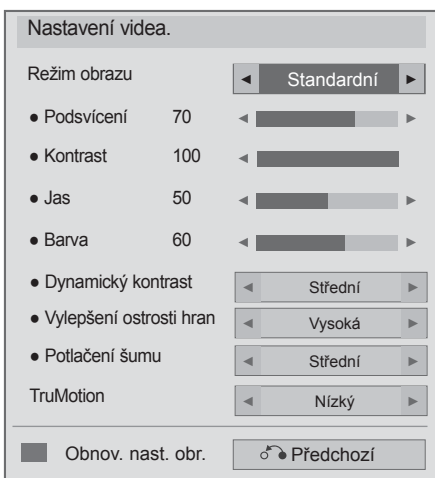 Nastavení videa.
Režim obrazu ◄ Standardní ►
● Podsvícení 70 ◄ ►
● Kontrast 100 ◄
● Jas 50 ◄ ►
● Barva 60 ◄ ►
● Dynamický kontrast ◄ Střední ►
● Vylepšení ostrosti hran ◄ Vysoká ►
● Potlačení šumu ◄ Střední ►
TruMotion ◄ Nízký ►
Obnov. nast. obr. Předchozí